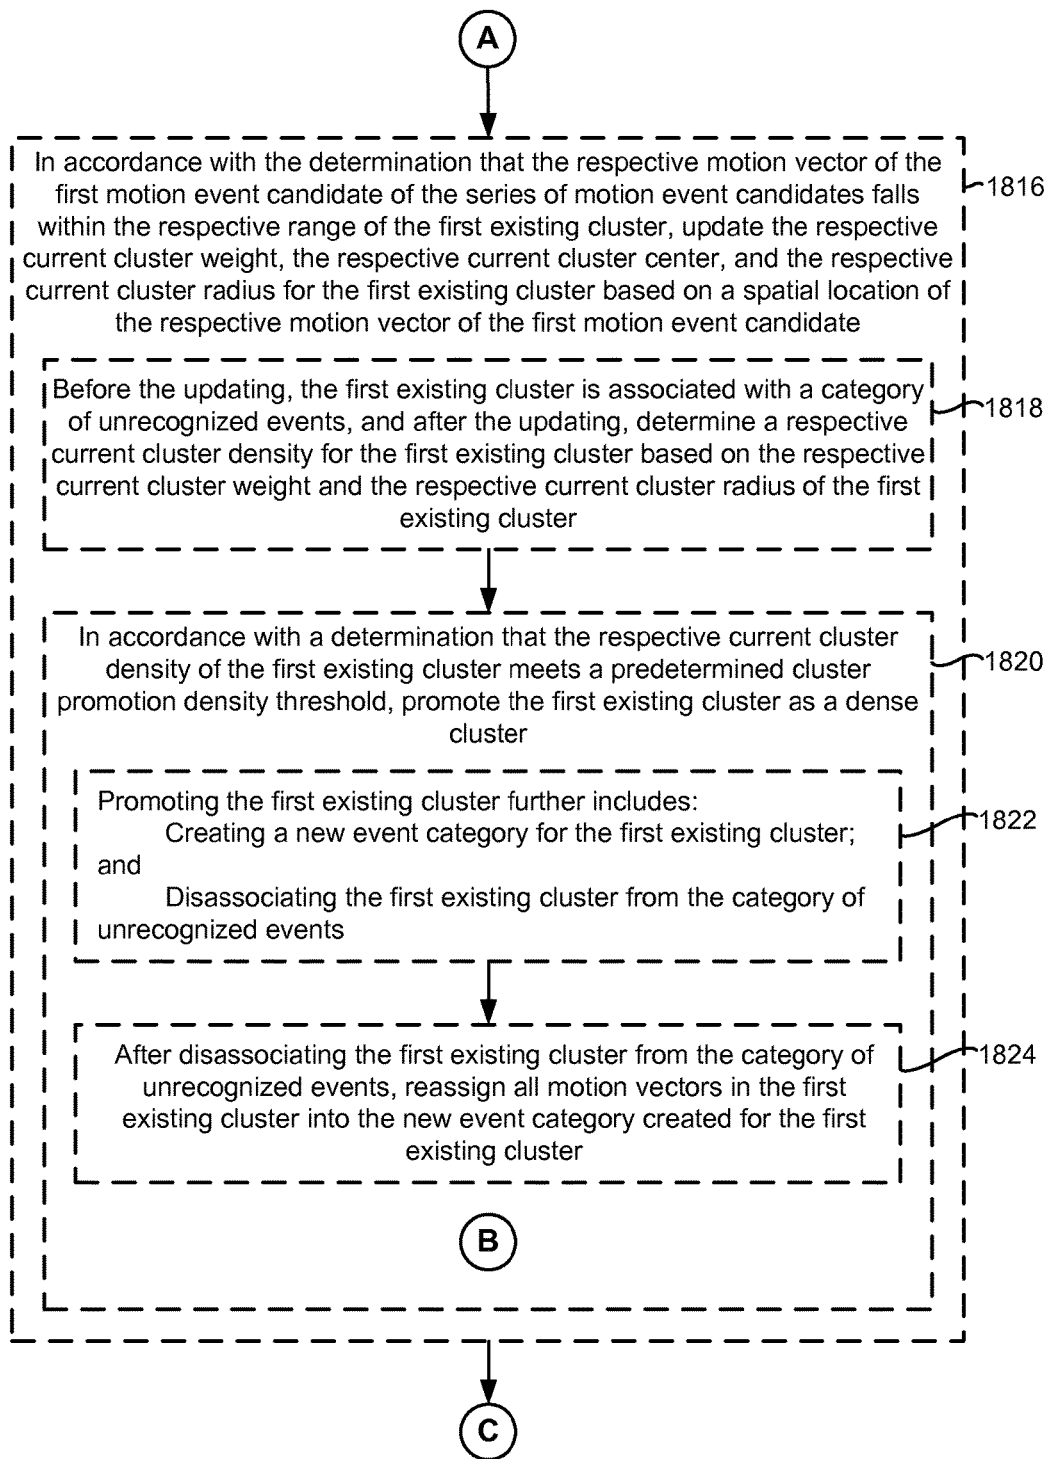 A
In accordance with the determination that the respective motion vector of the
first motion event candidate of the series of motion event candidates falls
within the respective range of the first existing cluster, update the respective
current cluster weight, the respective current cluster center, and the respective
current cluster radius for the first existing cluster based on a spatial location of
the respective motion vector of the first motion event candidate
1816
Before the updating, the first existing cluster is associated with a category
of unrecognized events, and after the updating, determine a respective
current cluster density for the first existing cluster based on the respective
current cluster weight and the respective current cluster radius of the first
existing cluster
1818
In accordance with a determination that the respective current cluster
density of the first existing cluster meets a predetermined cluster
promotion density threshold, promote the first existing cluster as a dense
cluster
1820
Promoting the first existing cluster further includes:
Creating a new event category for the first existing cluster;
and
Disassociating the first existing cluster from the category of
unrecognized events
1822
After disassociating the first existing cluster from the category of
unrecognized events, reassign all motion vectors in the first
existing cluster into the new event category created for the first
existing cluster
1824
B
C